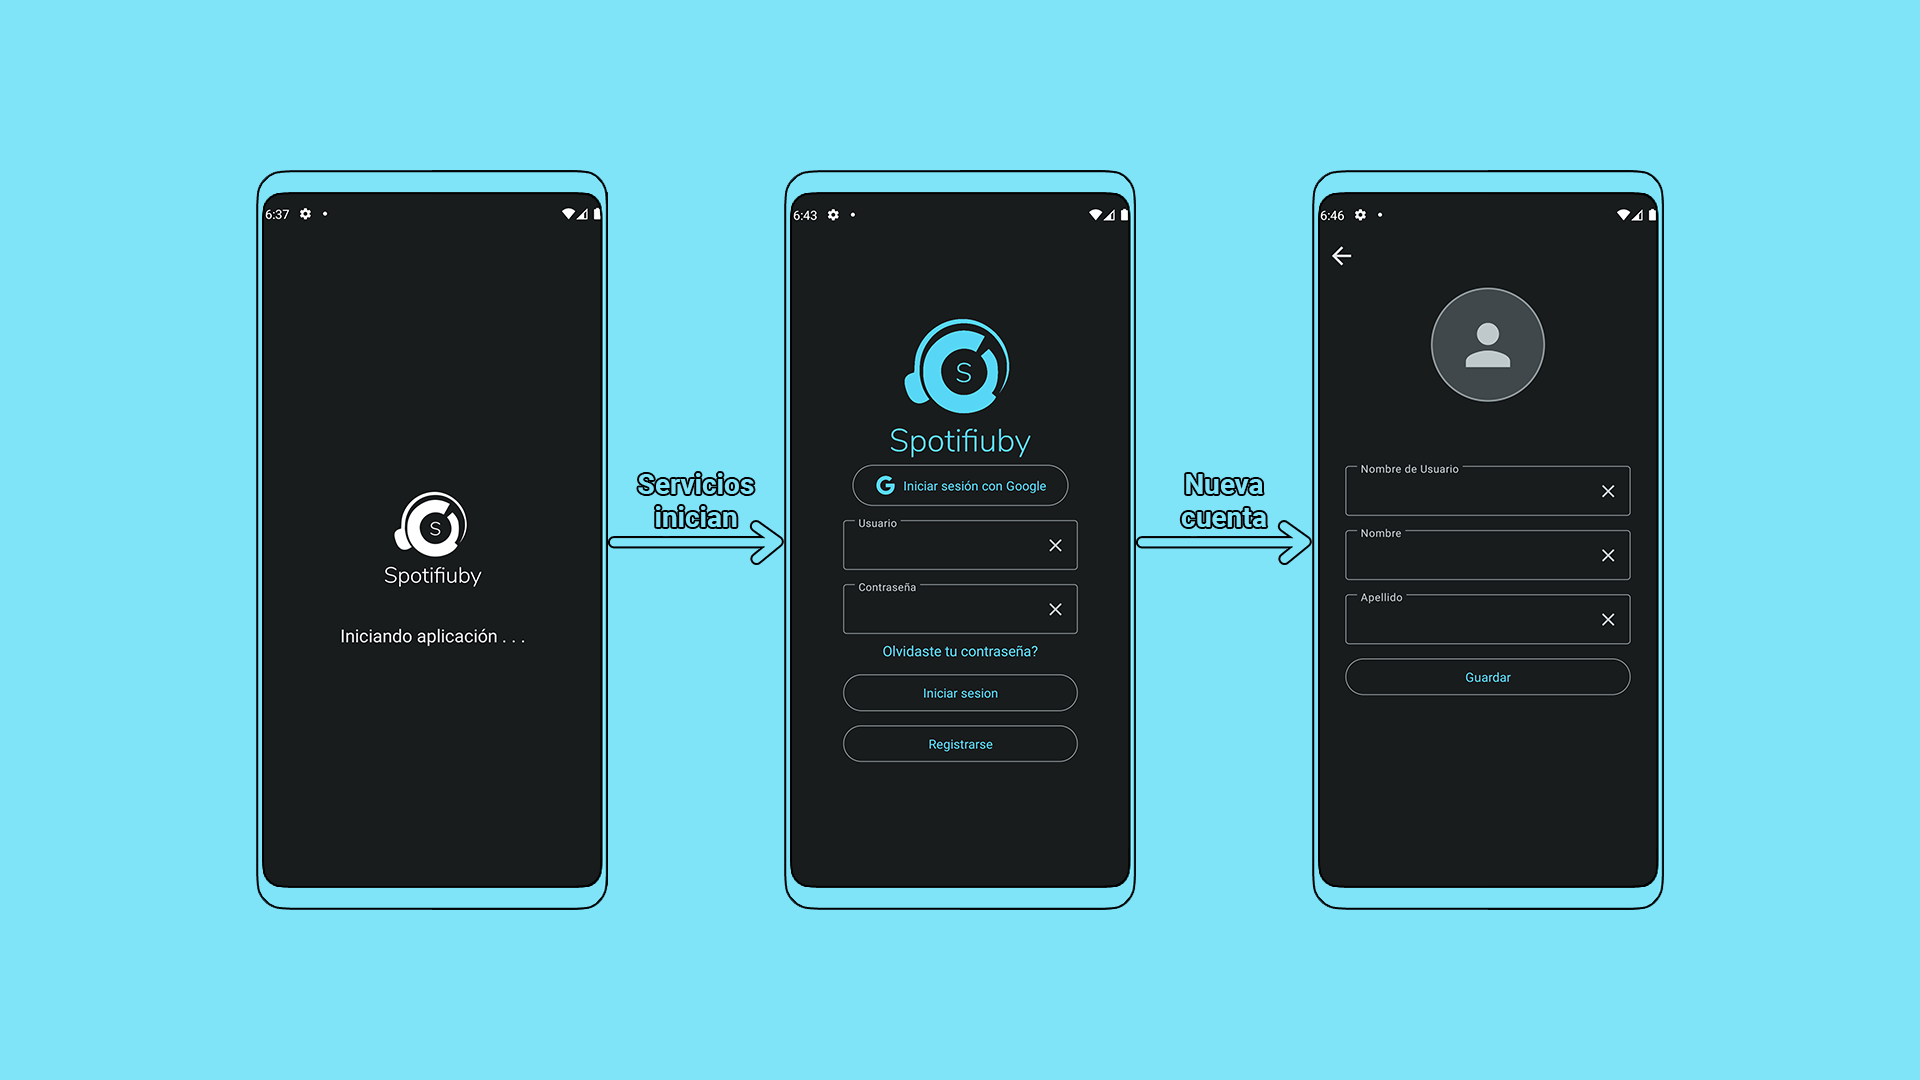 6:37
S
Spotifiuby
Iniciando aplicación . . .
Servicios
inician
6:43
S
Spotifiuby
G Iniciar sesión con Google
Usuario
Contraseña
Olvidaste tu contraseña?
Iniciar sesion
Registrarse
Nueva
cuenta
6:46
Nombre de Usuario
Nombre
Apellido
Guardar